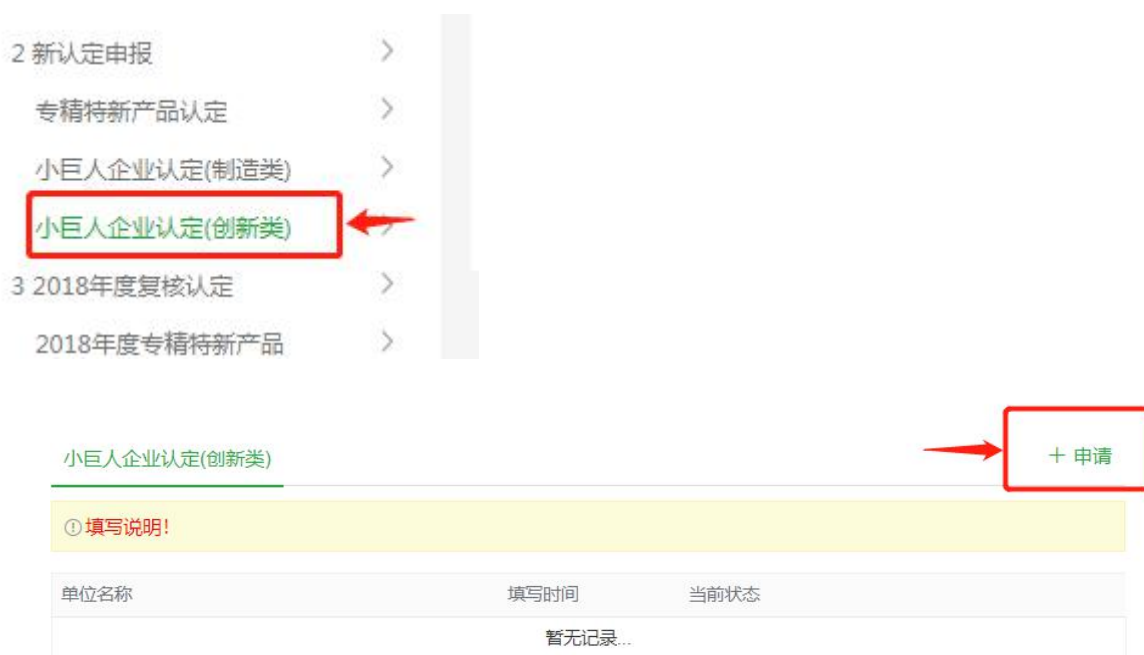 2 新认定申报
专精特新产品认定
小巨人企业认定(制造类)
小巨人企业认定(创新类)
3 2018年度复核认定
2018年度专精特新产品
小巨人企业认定(创新类)
+ 申请
填写说明!
单位名称 填写时间 当前状态
暂无记录...